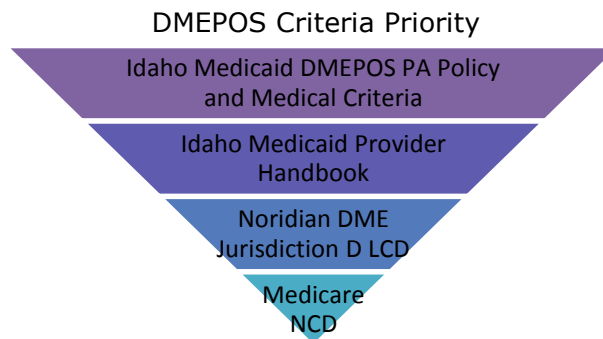 DMEPOS Criteria Priority
Idaho Medicaid DMEPOS PA Policy
and Medical Criteria
Idaho Medicaid Provider
Handbook
Noridian DME
Jurisdiction D LCD
Medicare
NCD